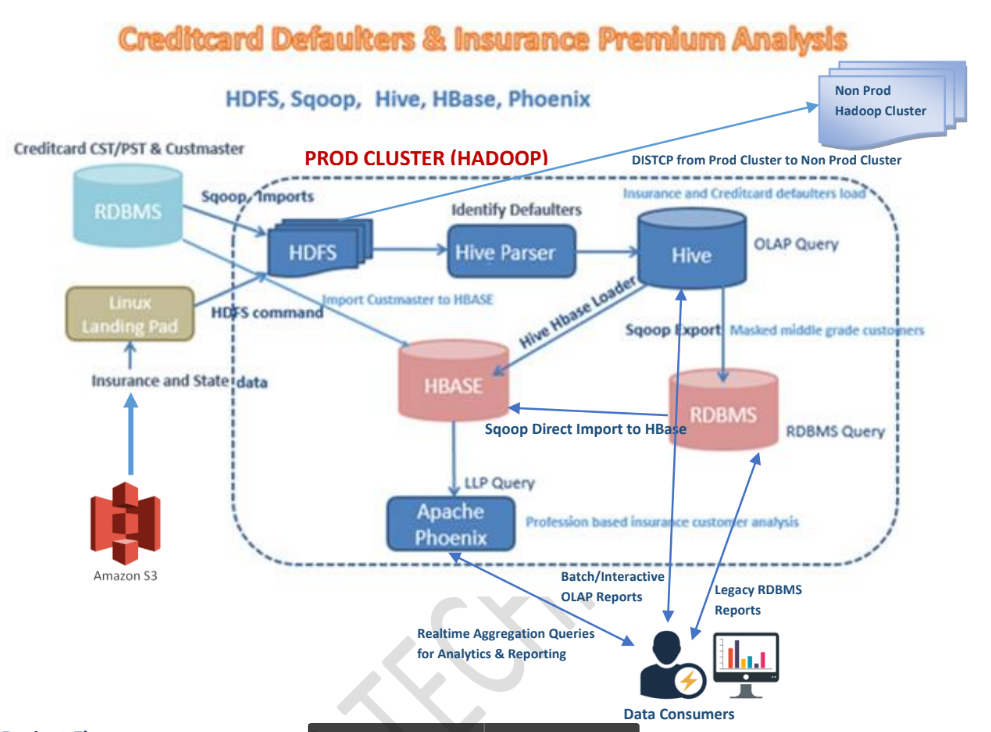 Creditcard Defaulters & Insurance Premium Analysis
HDFS, Sqoop, Hive, HBase, Phoenix
Non Prod
Hadoop Cluster
Creditcard CST/PST & Custmaster
PROD CLUSTER (HADOOP)
DISTCP from Prod Cluster to Non Prod Cluster
RDBMS
Sqoop, Imports
Insurance and Creditcard defaulters load
Identify Defaulters
HDFS
Hive Parser
Hive
OLAP Query
Linux
Landing Pad
HDFS command
Import Custmaster to HBASE
Hive Hbase Loader
Sqoop Export
Masked middle grade customers
Insurance and State data
HBASE
RDBMS
Sqoop Direct Import to HBase
RDBMS Query
LLP Query
Apache
Phoenix
Profession based insurance customer analysis
Amazon S3
Batch/Interactive
OLAP Reports
Legacy RDBMS
Reports
Realtime Aggregation Queries
for Analytics & Reporting
Data Consumers
TECH